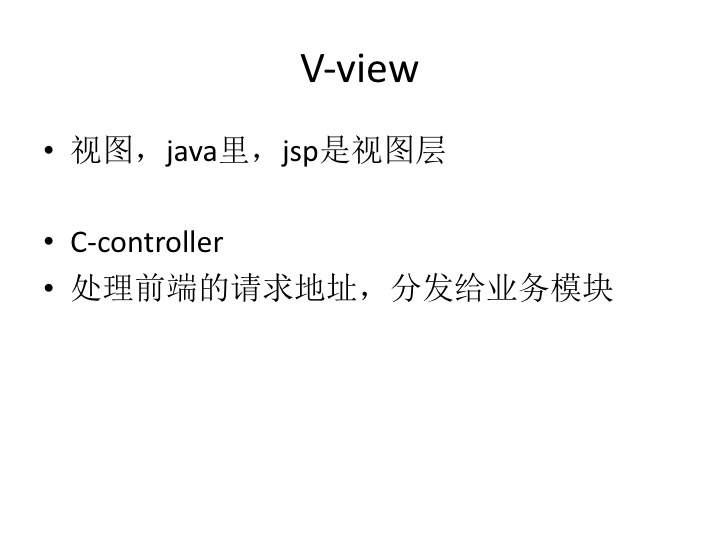 V-view
• 视图，java里，jsp是视图层
• C-controller
• 处理前端的请求地址，分发给业务模块